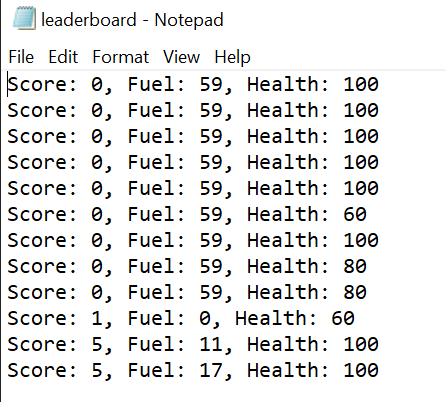 leaderboard - Notepad
File Edit Format View Help
Score: 0, Fuel: 59, Health: 100
Score: 0, Fuel: 59, Health: 100
Score: 0, Fuel: 59, Health: 100
Score: 0, Fuel: 59, Health: 100
Score: 0, Fuel: 59, Health: 100
Score: 0, Fuel: 59, Health: 60
Score: 0, Fuel: 59, Health: 100
Score: 0, Fuel: 59, Health: 80
Score: 0, Fuel: 59, Health: 80
Score: 1, Fuel: 0, Health: 60
Score: 5, Fuel: 11, Health: 100
Score: 5, Fuel: 17, Health: 100